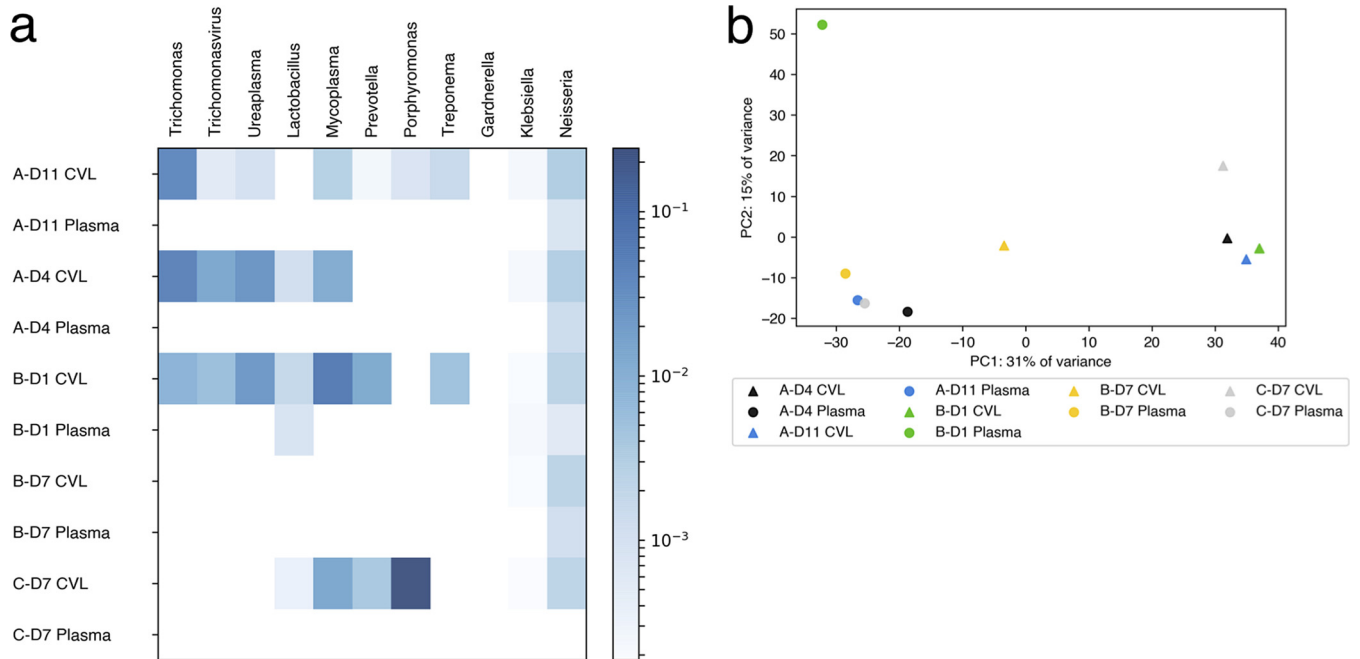 a
Trichomonas
Trichomonasvirus
Ureaplasma
Lactobacillus
Mycoplasma
Prevotella
Porphyromonas
Treponema
Gardnerella
Klebsiella
Neisseria
A-D11 CVL
A-D11 Plasma
A-D4 CVL
A-D4 Plasma
B-D1 CVL
B-D1 Plasma
B-D7 CVL
B-D7 Plasma
C-D7 CVL
C-D7 Plasma
10⁻¹
10⁻²
10⁻³
b
PC2: 15% of variance
50
40
30
20
10
0
−10
−20
−30
−20
−10
0
10
20
30
40
PC1: 31% of variance
A-D4 CVL
A-D4 Plasma
A-D11 CVL
A-D11 Plasma
B-D1 CVL
B-D1 Plasma
B-D7 CVL
B-D7 Plasma
C-D7 CVL
C-D7 Plasma